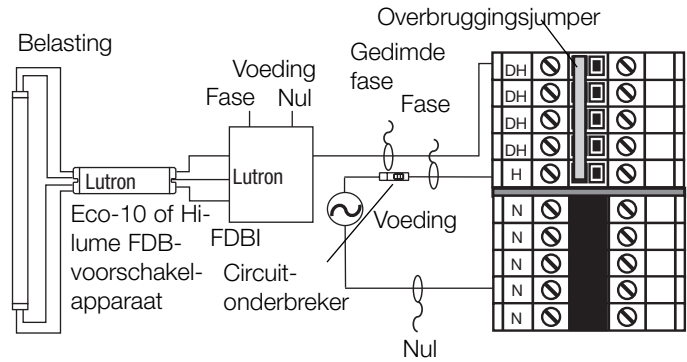 Overbruggingsjumper
Belasting
Gedimde
fase
Voeding
Fase Nul
Fase
DH
DH
DH
DH
H
Lutron
Lutron
Eco-10 of Hi-
lume FDB-
voorschakel-
apparaat
FDBI
Voeding
Circuit-
onderbreker
N
N
N
N
N
Nul